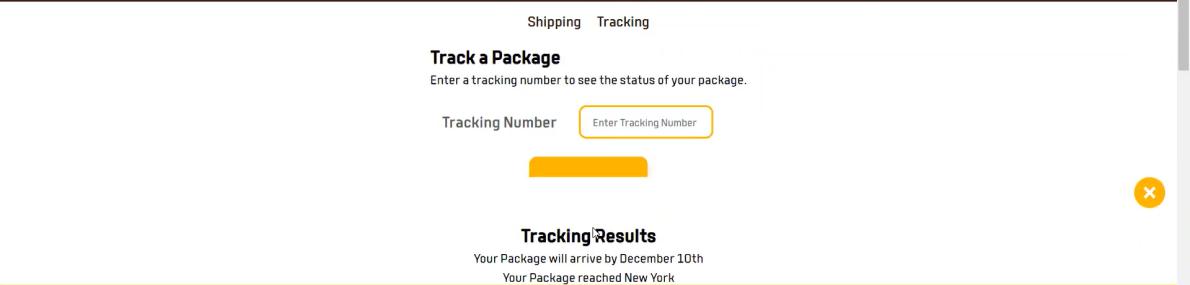 Shipping Tracking
Track a Package
Enter a tracking number to see the status of your package.
Tracking Number Enter Tracking Number
Tracking Results
Your Package will arrive by December 10th
Your Package reached New York